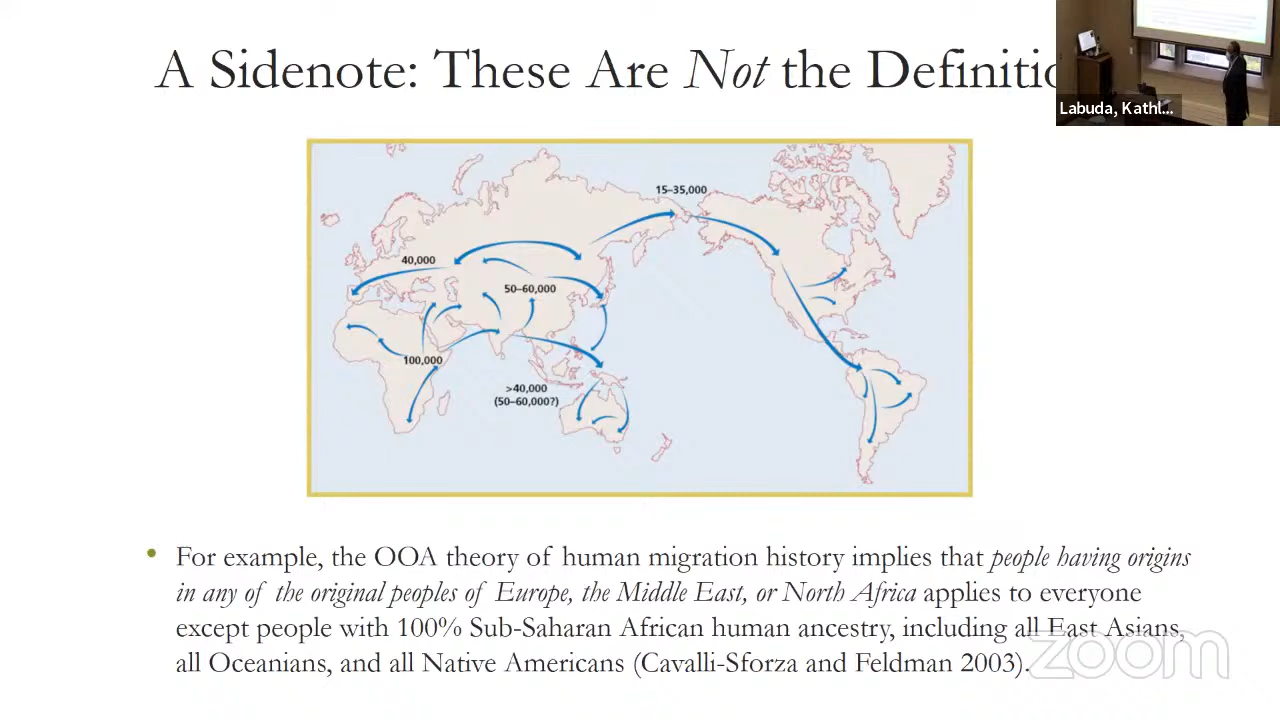 A Sidenote: These Are Not the Definitio
Labuda, Kathl...
15–35,000
40,000
50–60,000
100,000
>40,000
(50–60,000?)
• For example, the OOA theory of human migration history implies that people having origins
in any of the original peoples of Europe, the Middle East, or North Africa applies to everyone
except people with 100% Sub-Saharan African human ancestry, including all East Asians,
all Oceanians, and all Native Americans (Cavalli-Sforza and Feldman 2003).
zoom